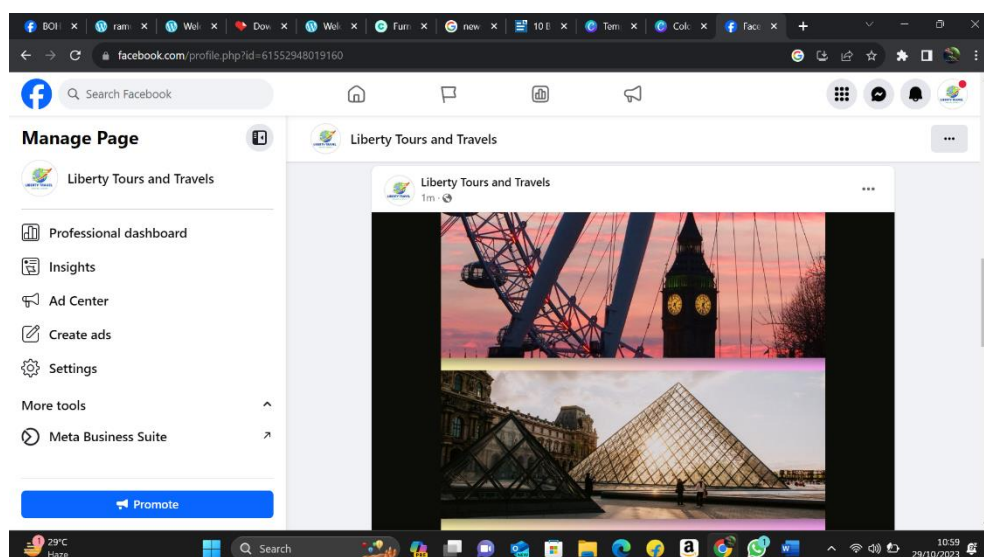 BOH
ram
Wel
Dow
Wel
Furn
new
10 B
Tem
Colo
Face
facebook.com/profile.php?id=61552948019160
Search Facebook
Manage Page
Liberty Tours and Travels
Liberty Tours and Travels
Liberty Tours and Travels
1m
Professional dashboard
Insights
Ad Center
Create ads
Settings
More tools
Meta Business Suite
Promote
1
29°C
Haze
Search
10:59
29/10/2023